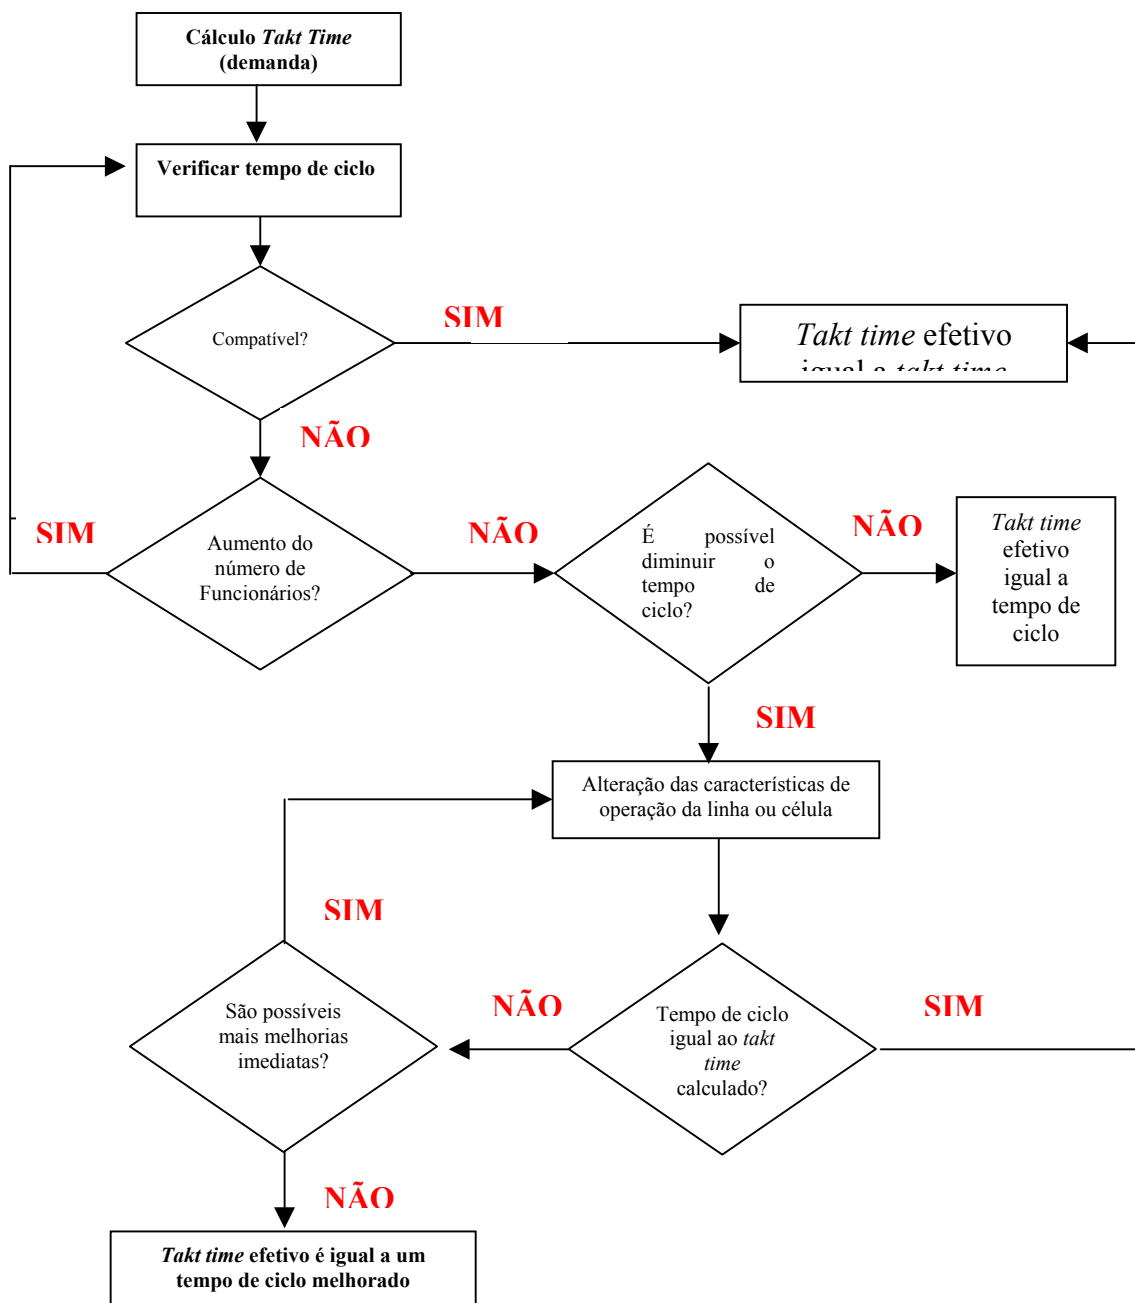 Cálculo Takt Time
(demanda)
Verificar tempo de ciclo
Compatível?
SIM
Takt time efetivo
igual a takt time
NÃO
SIM
Aumento do
número de
Funcionários?
NÃO
É possível
diminuir o
tempo de
ciclo?
NÃO
Takt time
efetivo
igual a
tempo de
ciclo
SIM
Alteração das características de
operação da linha ou célula
SIM
São possíveis
mais melhorias
imediatas?
NÃO
Tempo de ciclo
igual ao takt
time
calculado?
SIM
NÃO
Takt time efetivo é igual a um
tempo de ciclo melhorado